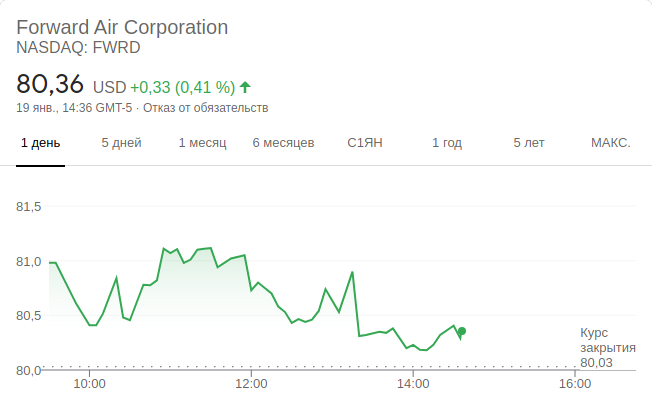 Forward Air Corporation
NASDAQ: FWRD
80,36 USD +0,33 (0,41 %)
19 янв., 14:36 GMT-5 · Отказ от обязательств
1 день 5 дней 1 месяц 6 месяцев С1ЯН 1 год 5 лет МАКС.
81,5
81,0
80,5
80,0
Курс
закрытия
80,03
10:00 12:00 14:00 16:00